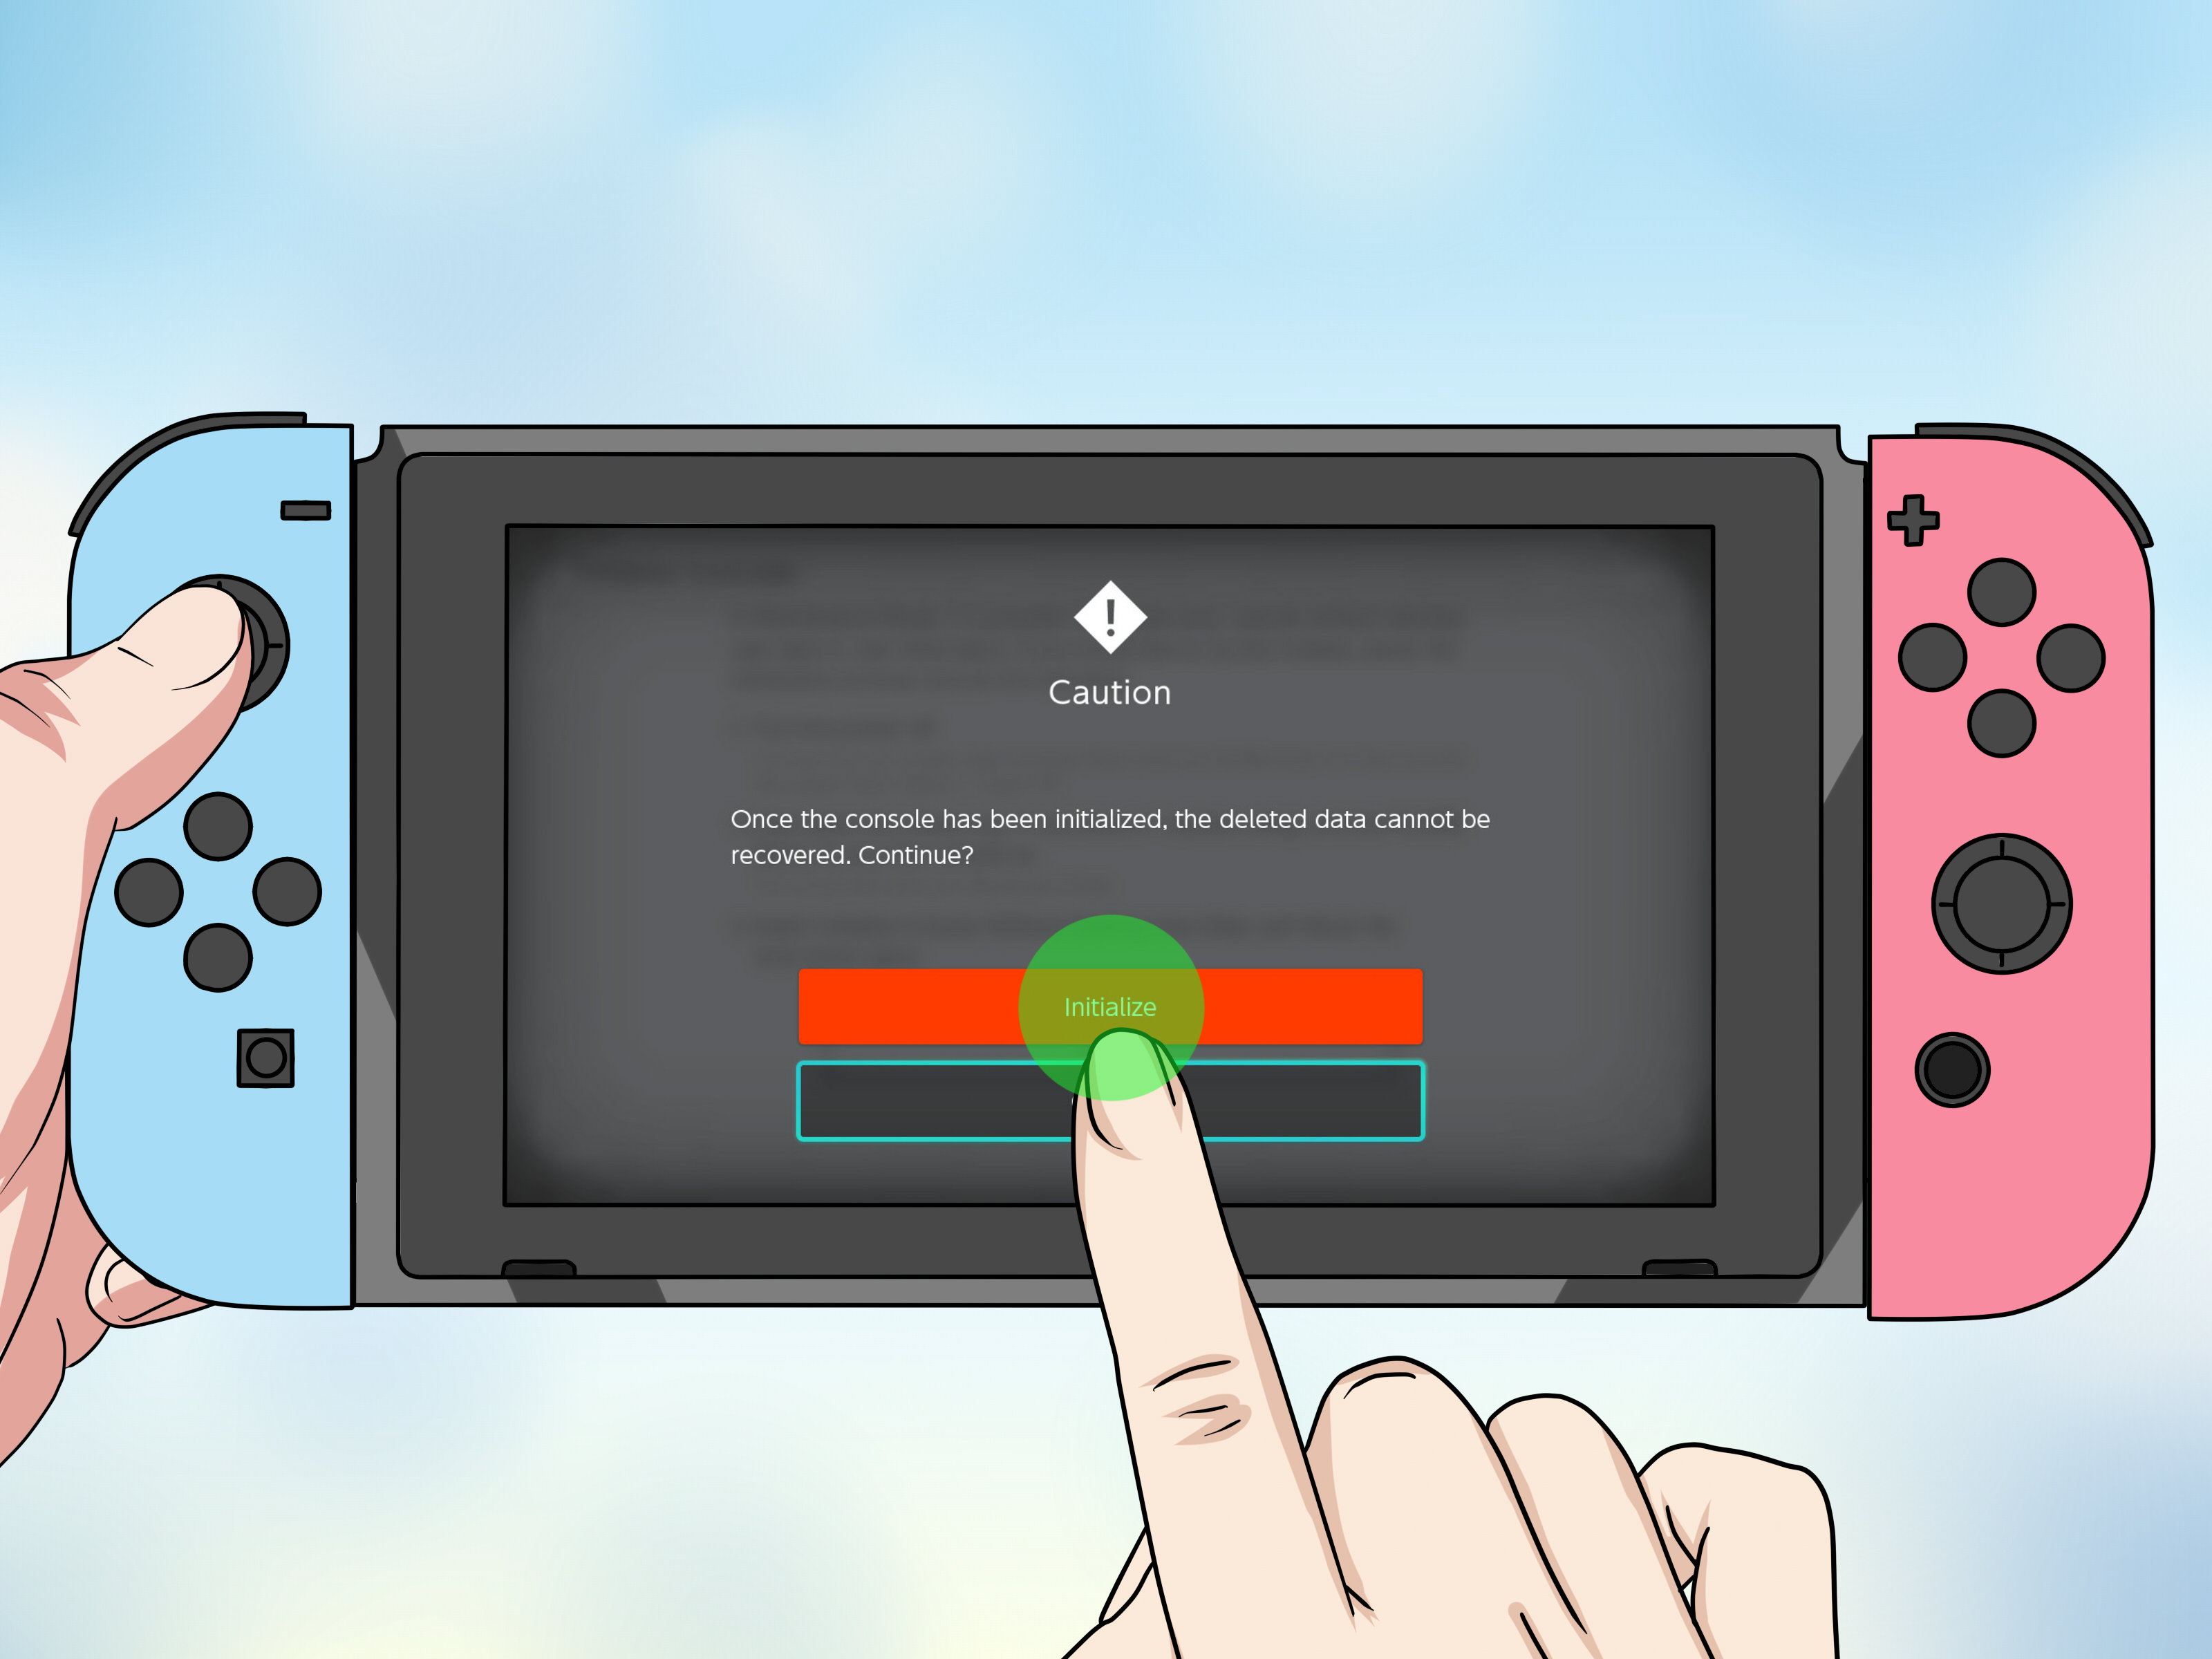 !
Caution
Once the console has been initialized, the deleted data cannot be
recovered. Continue?
Initialize